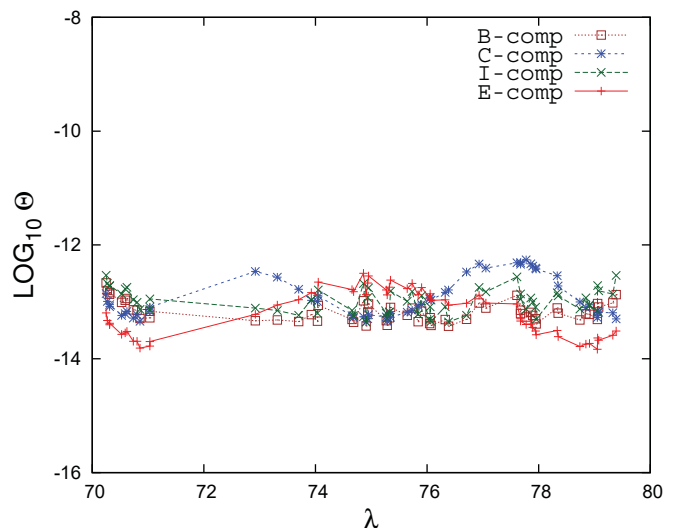 -8
B-comp
C-comp
I-comp
E-comp
-10
LOG10 Θ
-12
-14
-16
70 72 74 76 78 80
λ